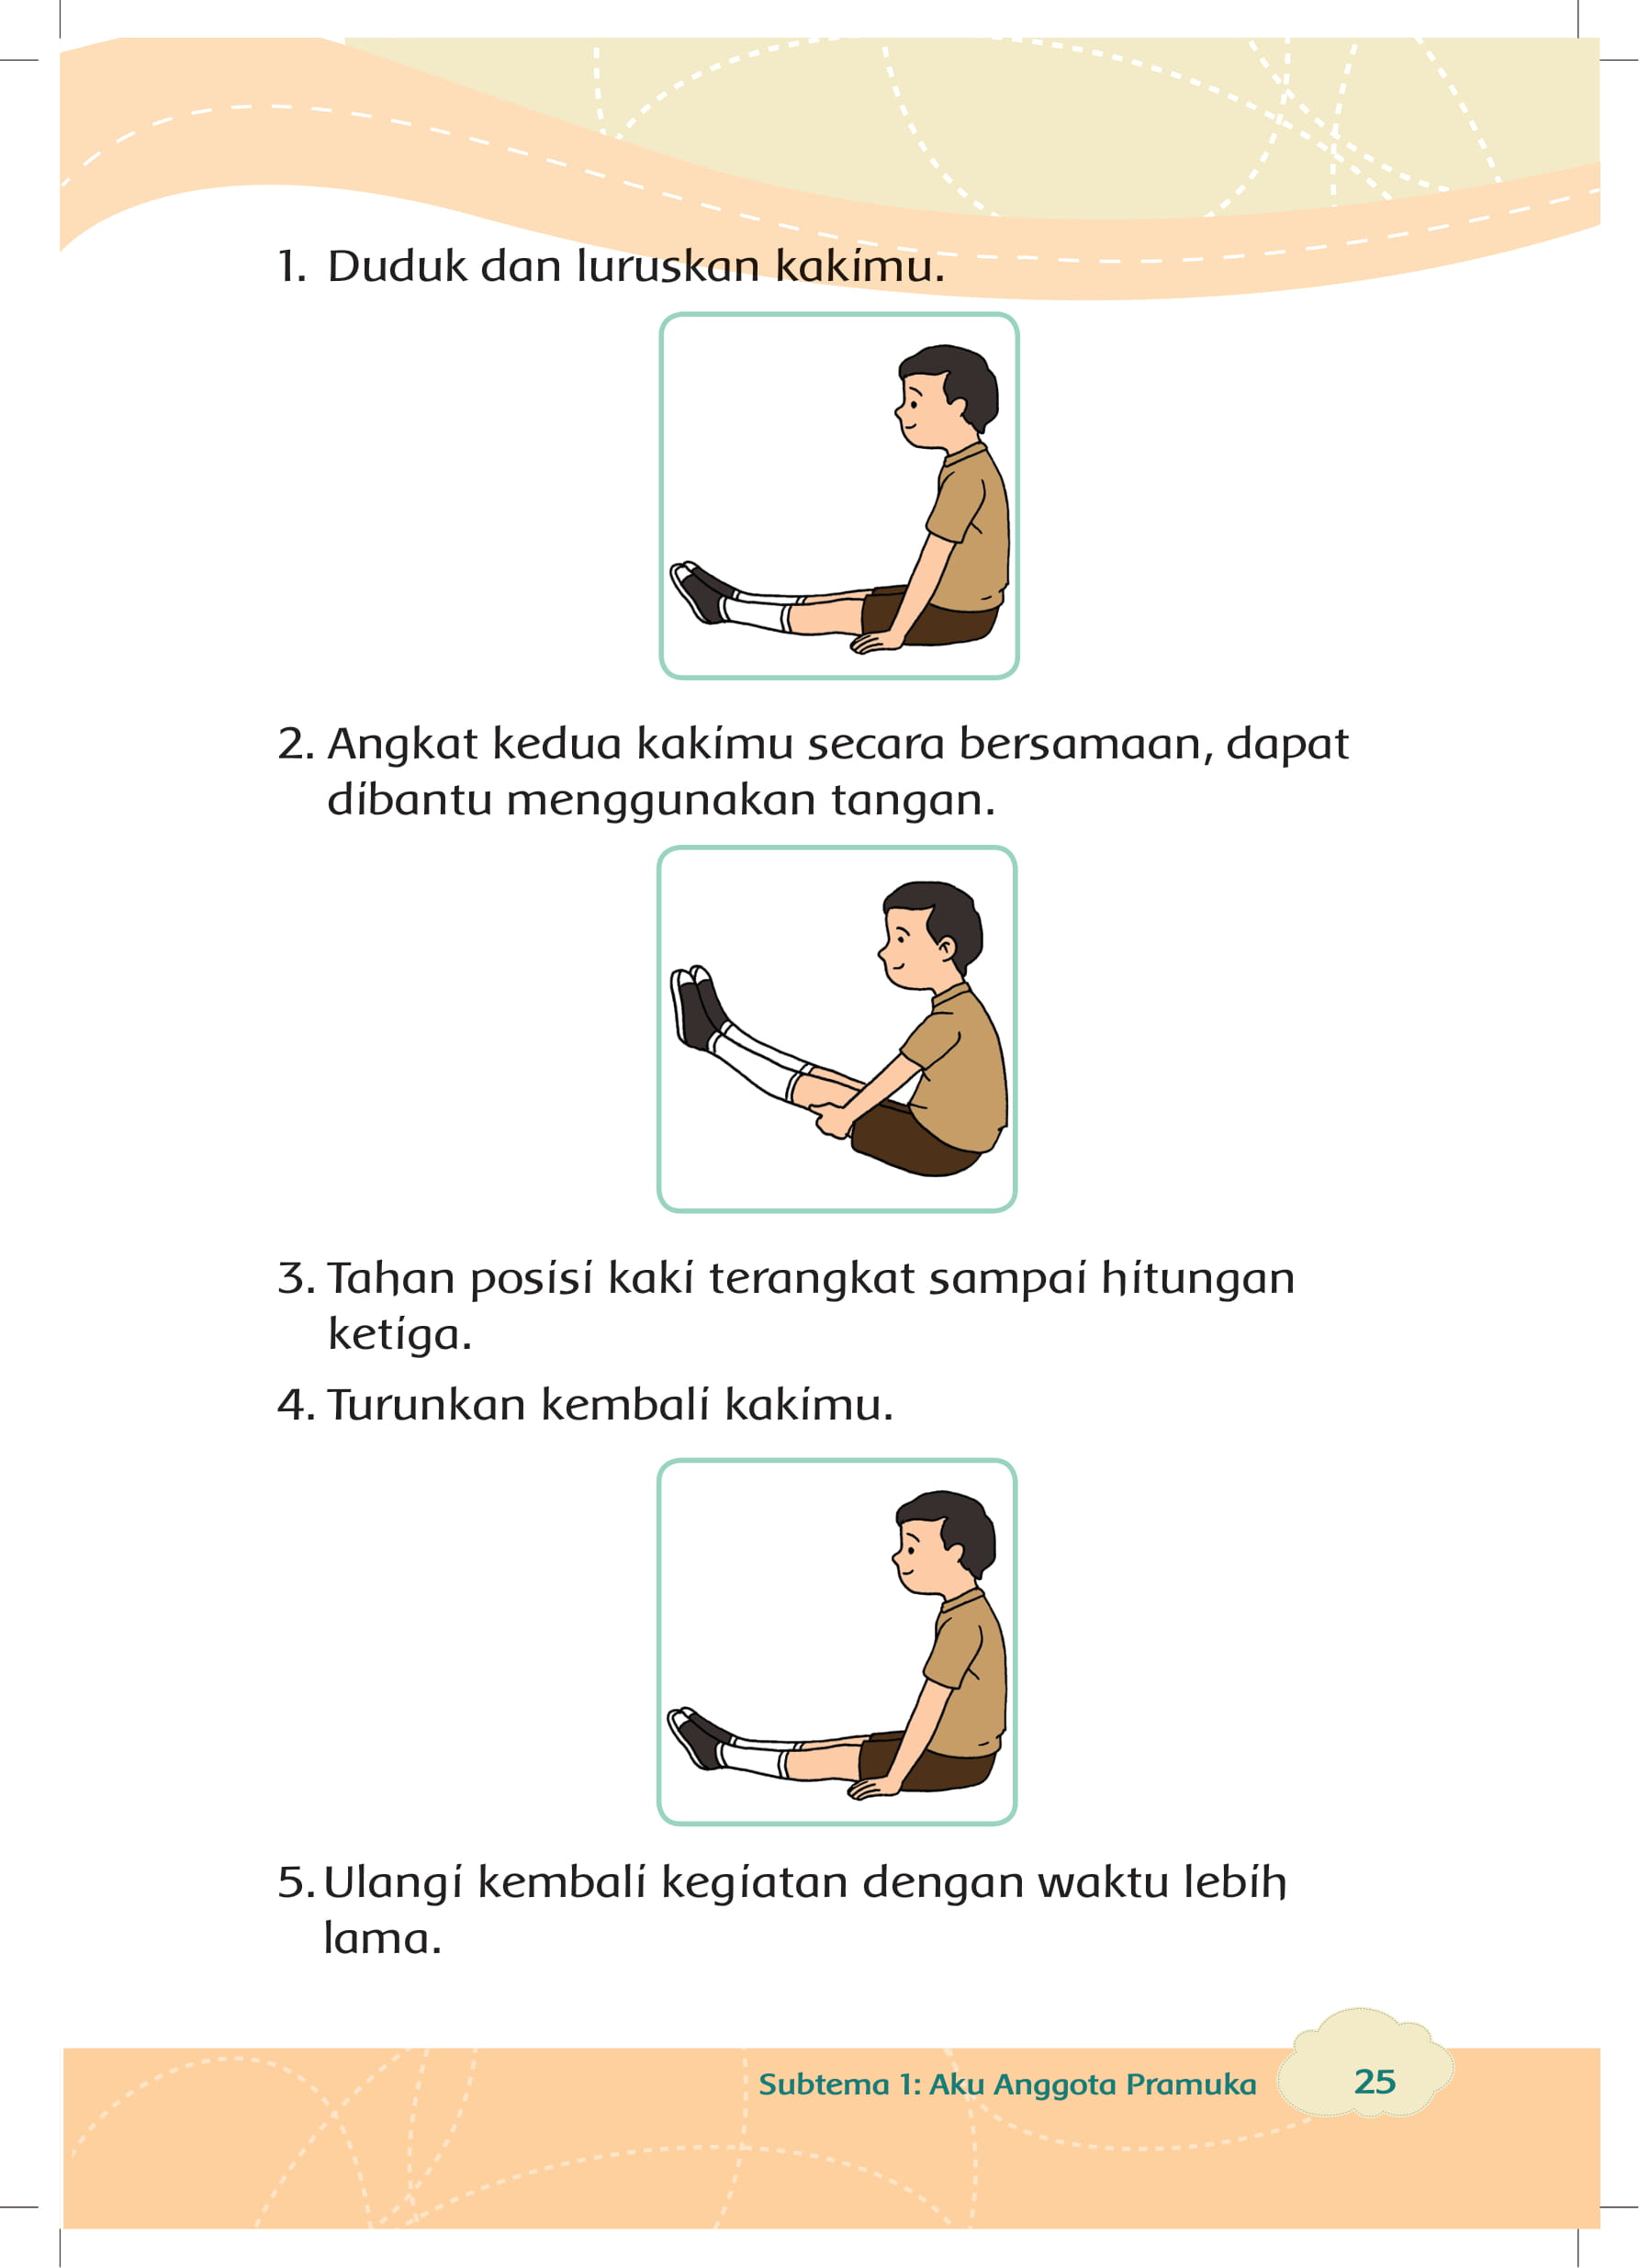 1. Duduk dan luruskan kakimu.
2. Angkat kedua kakimu secara bersamaan, dapat
dibantu menggunakan tangan.
3. Tahan posisi kaki terangkat sampai hitungan
ketiga.
4. Turunkan kembali kakimu.
5. Ulangi kembali kegiatan dengan waktu lebih
lama.
Subtema 1: Aku Anggota Pramuka
25